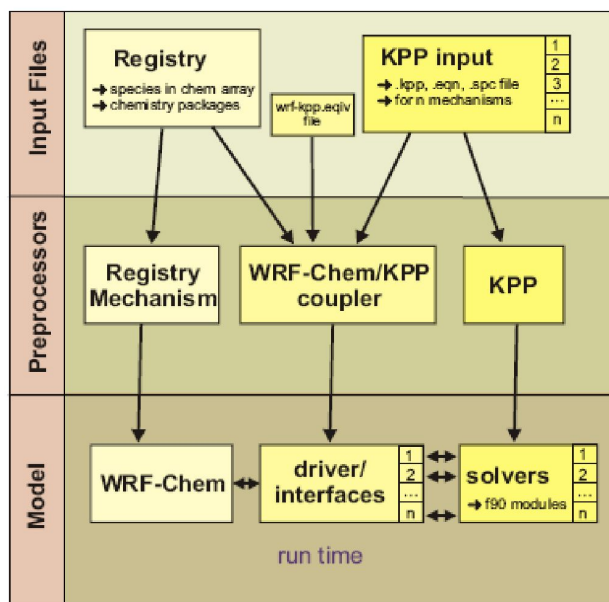 Input Files
Registry
➔ species in chem array
➔ chemistry packages
wrf-kpp.eqiv
file
KPP input
➔ .kpp, .eqn, .spc file
➔ for n mechanisms
1
2
3
...
n
Preprocessors
Registry
Mechanism
WRF-Chem/KPP
coupler
KPP
Model
WRF-Chem
driver/
interfaces
1
2
...
n
solvers
➔ f90 modules
1
2
...
n
run time